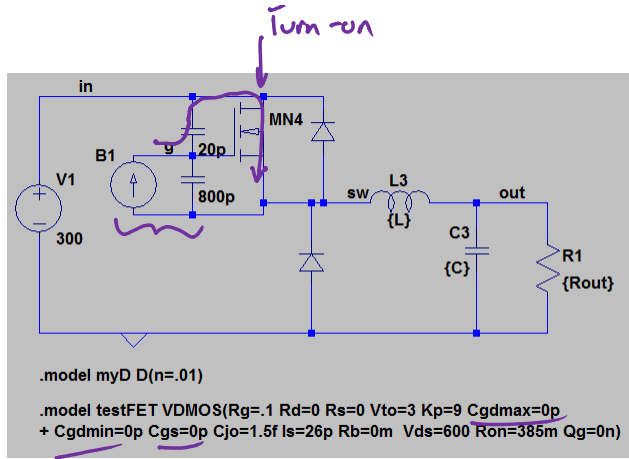 Turn-on
in
MN4
g
20p
B1
V1
L3
sw
out
800p
{L}
300
C3
R1
{C}
{Rout}
.model myD D(n=.01)
.model testFET VDMOS(Rg=.1 Rd=0 Rs=0 Vto=3 Kp=9 Cgdmax=0p
+ Cgdmin=0p Cgs=0p Cjo=1.5f Is=26p Rb=0m Vds=600 Ron=385m Qg=0n)